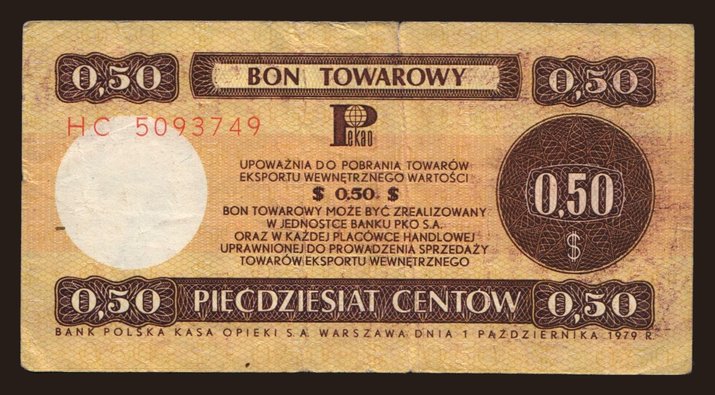 0,50 BON TOWAROWY 0,50
HC 5093749
Pekao
UPOWAŻNIA DO POBRANIA TOWARÓW
EKSPORTU WEWNĘTRZNEGO WARTOŚCI
$ 0.50 $
BON TOWAROWY MOŻE BYĆ ZREALIZOWANY
W JEDNOSTCE BANKU PKO S.A.
ORAZ W KAŻDEJ PLACÓWCE HANDLOWEJ
UPRAWNIONEJ DO PROWADZENIA SPRZEDAŻY
TOWARÓW EKSPORTU WEWNĘTRZNEGO
0,50
$
0,50 PIĘĆDZIESIĄT CENTÓW 0,50
BANK POLSKA KASA OPIEKI S.A. WARSZAWA DNIA 1 PAŹDZIERNIKA 1979 R.